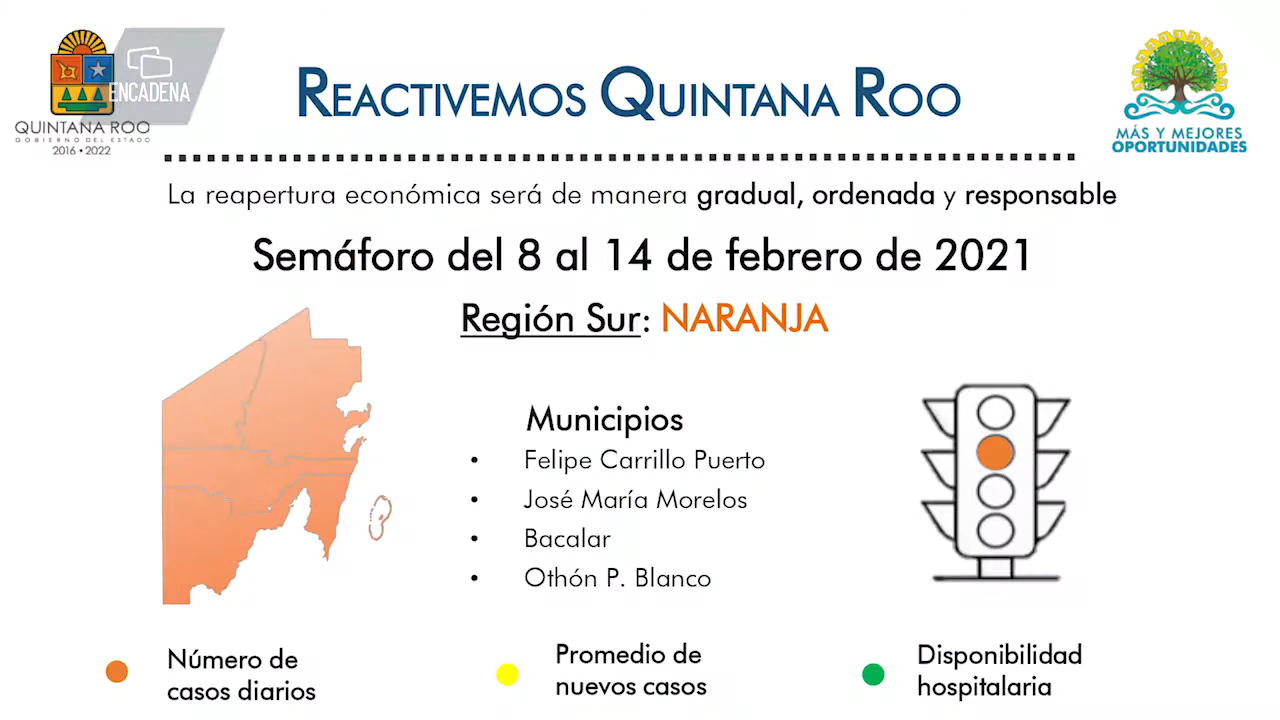 ENCADENA
QUINTANA ROO
GOBIERNO DEL ESTADO
2016 • 2022
REACTIVEMOS QUINTANA ROO
MÁS Y MEJORES
OPORTUNIDADES
La reapertura económica será de manera gradual, ordenada y responsable
Semáforo del 8 al 14 de febrero de 2021
Región Sur: NARANJA
Municipios
• Felipe Carrillo Puerto
• José María Morelos
• Bacalar
• Othón P. Blanco
Número de
casos diarios
Promedio de
nuevos casos
Disponibilidad
hospitalaria